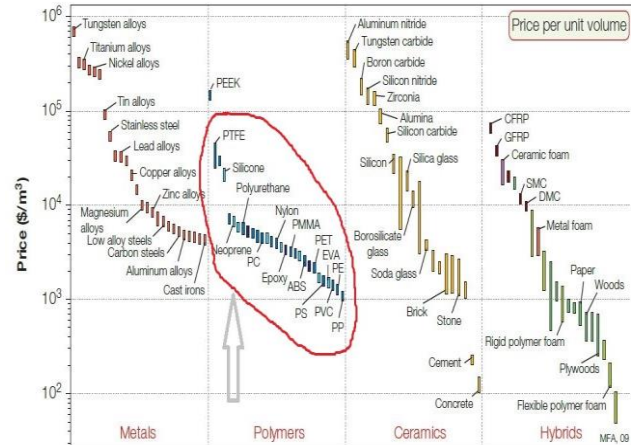 Price per unit volume
Price ($/m³)
10⁶
10⁵
10⁴
10³
10²
Tungsten alloys
Titanium alloys
Nickel alloys
Tin alloys
Stainless steel
Lead alloys
Copper alloys
Zinc alloys
Magnesium
alloys
Low alloy steels
Carbon steels
Aluminum alloys
Cast irons
Metals
PEEK
PTFE
Silicone
Polyurethane
Neoprene
Nylon
PC
PMMA
Epoxy
PET
ABS
EVA
PE
PS
PVC
PP
Polymers
Aluminum nitride
Tungsten carbide
Boron carbide
Silicon nitride
Zirconia
Alumina
Silicon carbide
Silicon
Silica glass
Borosilicate
glass
Soda glass
Brick
Stone
Cement
Concrete
Ceramics
CFRP
GFRP
Ceramic foam
SMC
DMC
Metal foam
Paper
Woods
Rigid polymer foam
Plywoods
Flexible polymer foam
Hybrids
MFA, 09